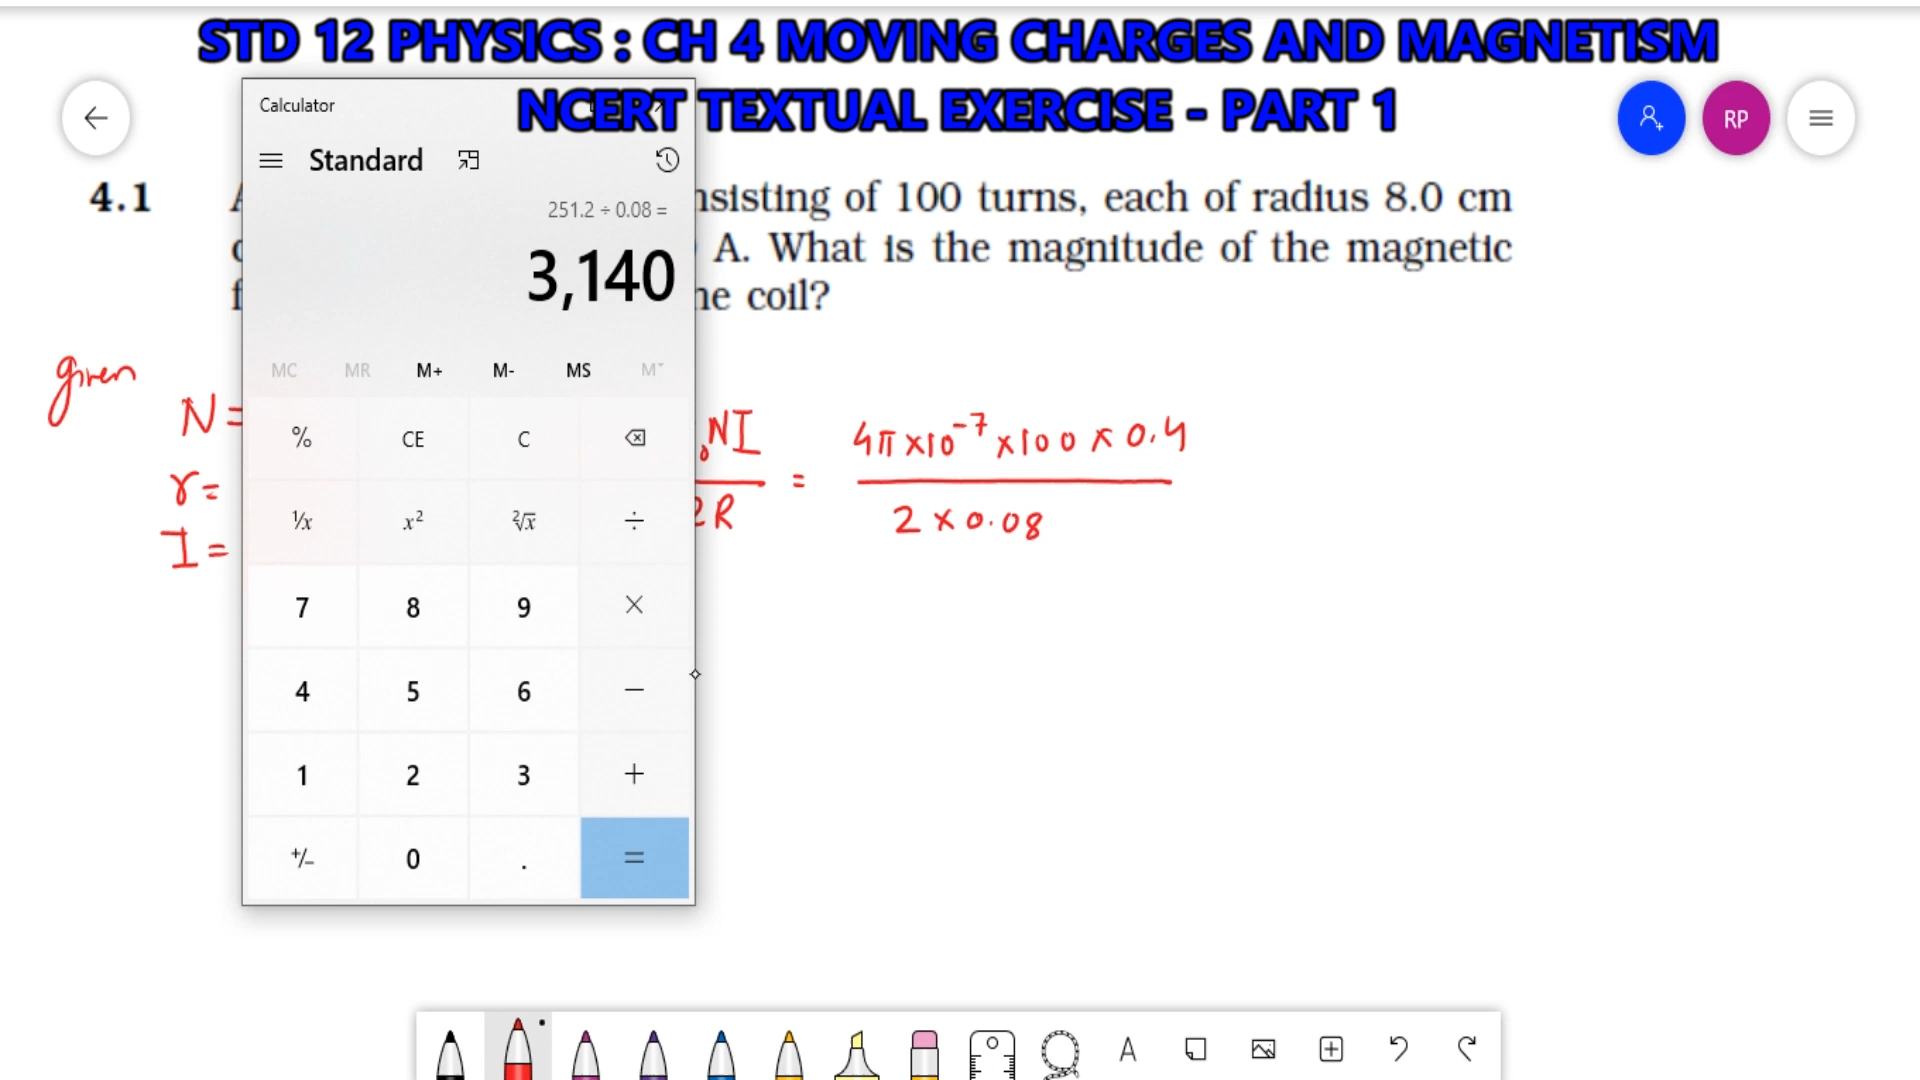 STD 12 PHYSICS : CH 4 MOVING CHARGES AND MAGNETISM
NCERT TEXTUAL EXERCISE - PART 1
Calculator
Standard
251.2 ÷ 0.08 =
3,140
MC MR M+ M- MS M˅
% CE C
¹/x x² ²√x ÷
7 8 9 ×
4 5 6 −
1 2 3 +
+/− 0 . =
RP
4.1 nsisting of 100 turns, each of radius 8.0 cm
A. What is the magnitude of the magnetic
he coil?
given
N=
r=
I=
₀NI / 2R = 4π×10⁻⁷×100×0.4 / 2×0.08
A